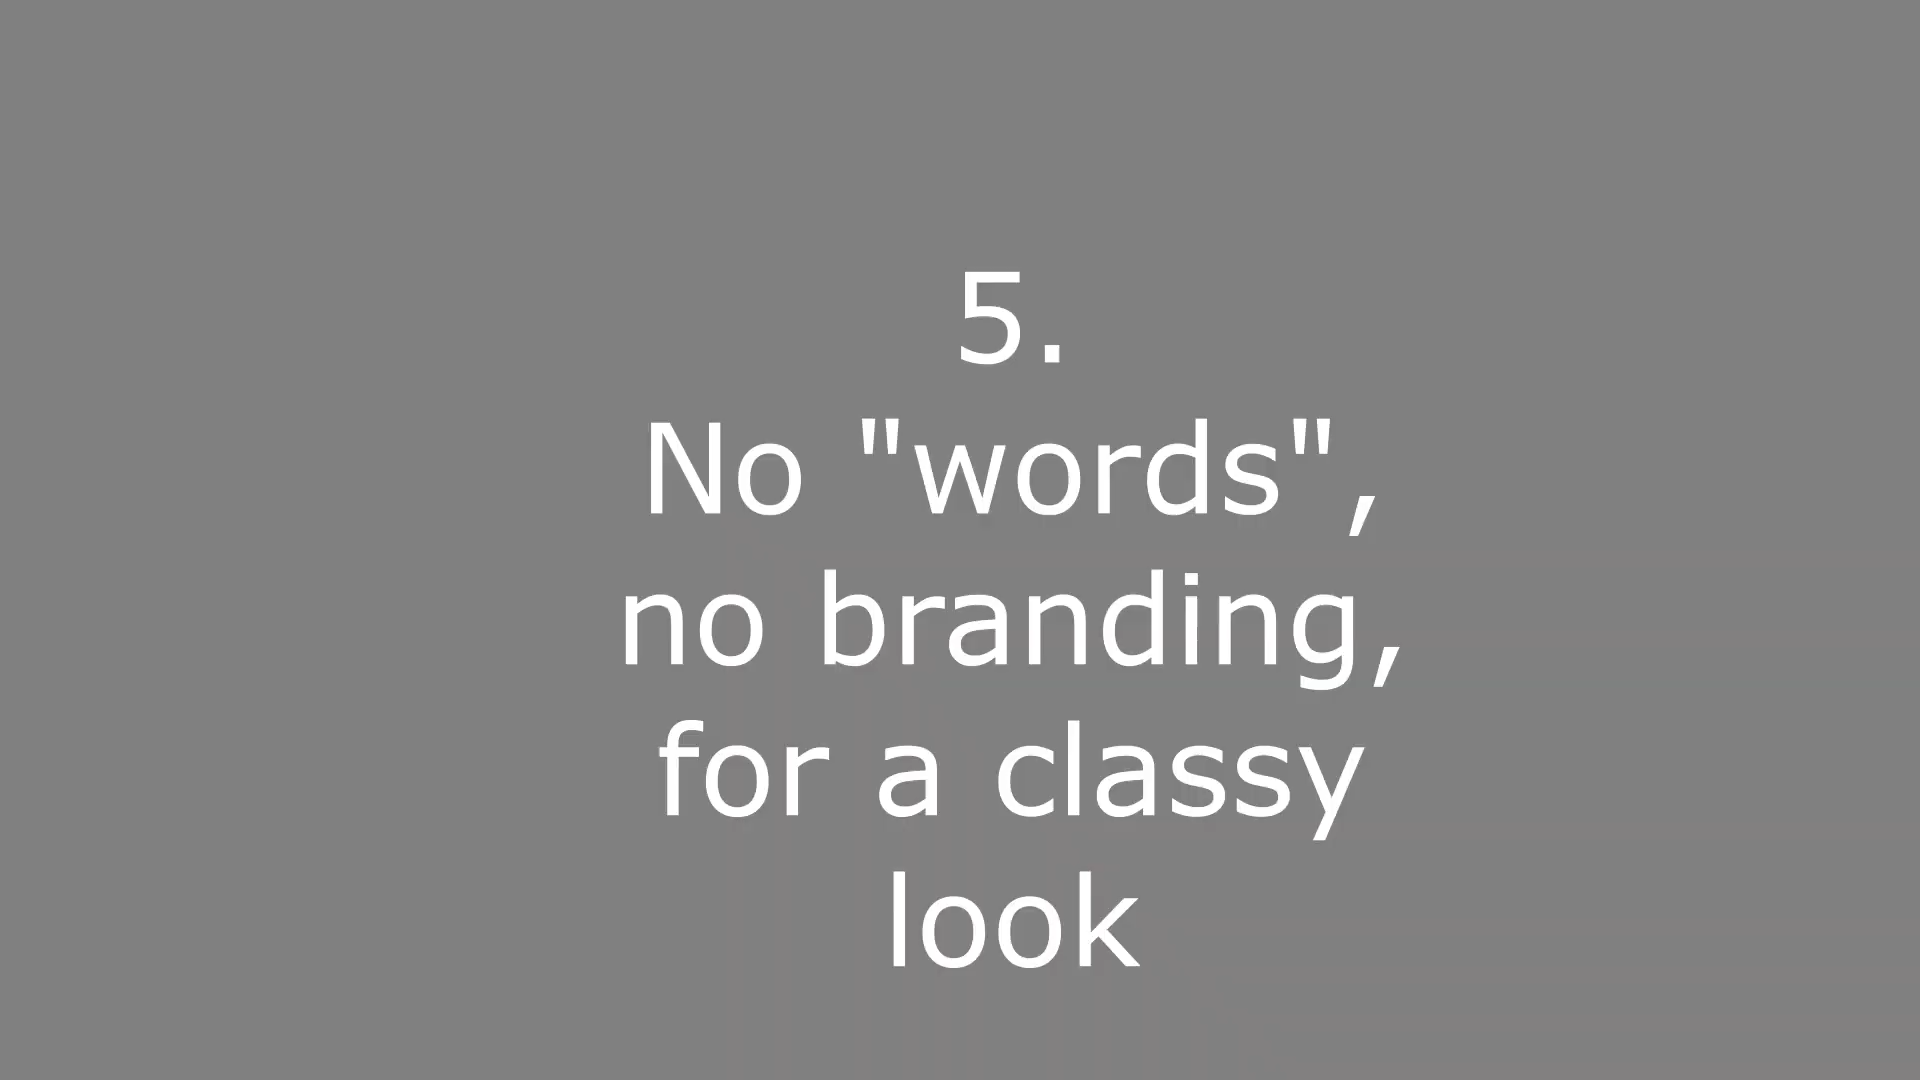 5.
No "words",
no branding,
for a classy
look